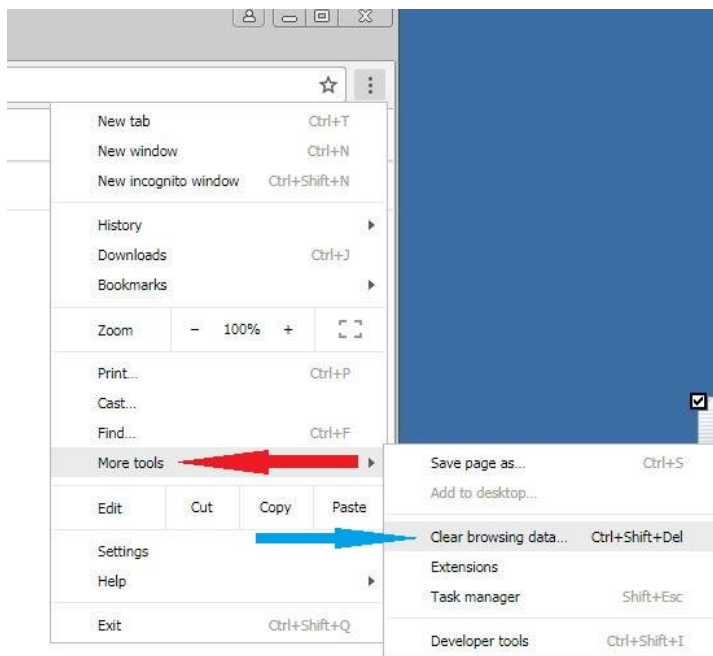 New tab Ctrl+T
New window Ctrl+N
New incognito window Ctrl+Shift+N
History
Downloads Ctrl+J
Bookmarks
Zoom - 100% +
Print... Ctrl+P
Cast...
Find... Ctrl+F
More tools
Edit Cut Copy Paste
Settings
Help
Exit Ctrl+Shift+Q
Save page as... Ctrl+S
Add to desktop...
Clear browsing data... Ctrl+Shift+Del
Extensions
Task manager Shift+Esc
Developer tools Ctrl+Shift+I